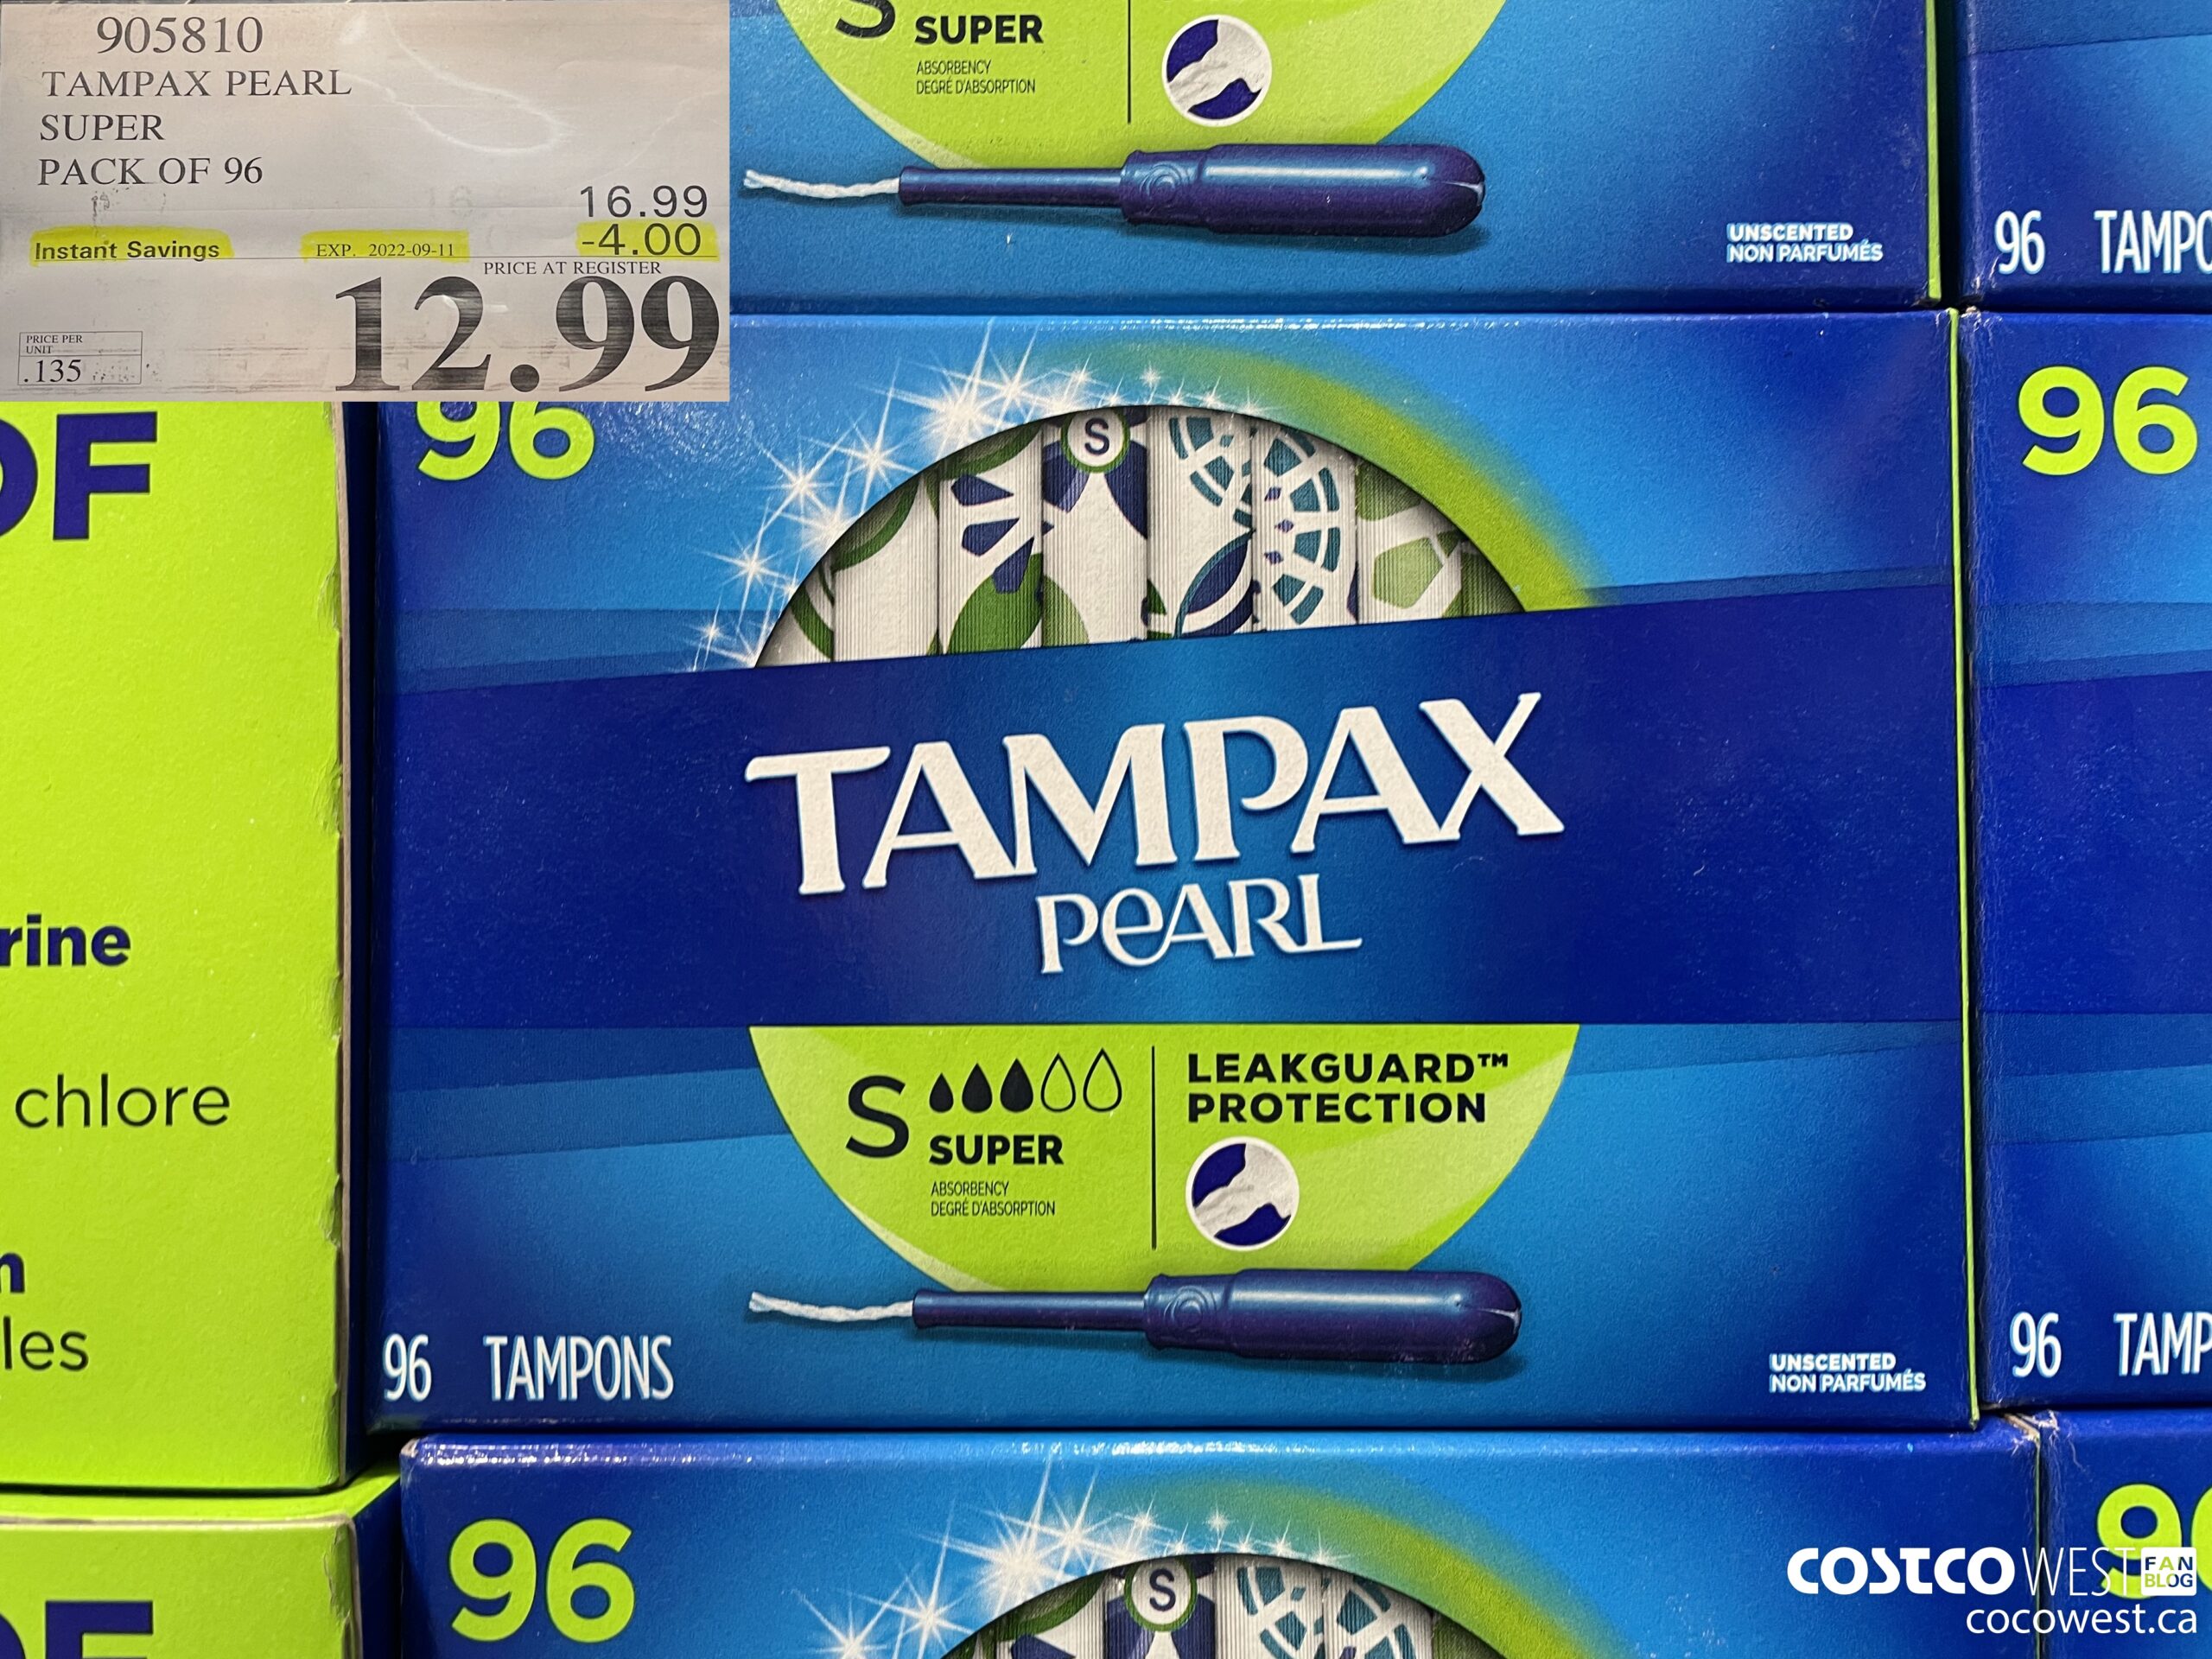 905810
TAMPAX PEARL
SUPER
PACK OF 96
16.99
Instant Savings EXP. 2022-09-11 -4.00
PRICE AT REGISTER
12.99
PRICE PER
UNIT
.135
S SUPER
ABSORBENCY
DEGRÉ D'ABSORPTION
UNSCENTED
NON PARFUMÉS
96 TAMPO
OF
rine
chlore
les
96
S
TAMPAX
PEARL
S SUPER
ABSORBENCY
DEGRÉ D'ABSORPTION
LEAKGUARD™
PROTECTION
96 TAMPONS
UNSCENTED
NON PARFUMÉS
96
96 TAMP
96
S
COSTCO WEST FAN BLOG
cocowest.ca